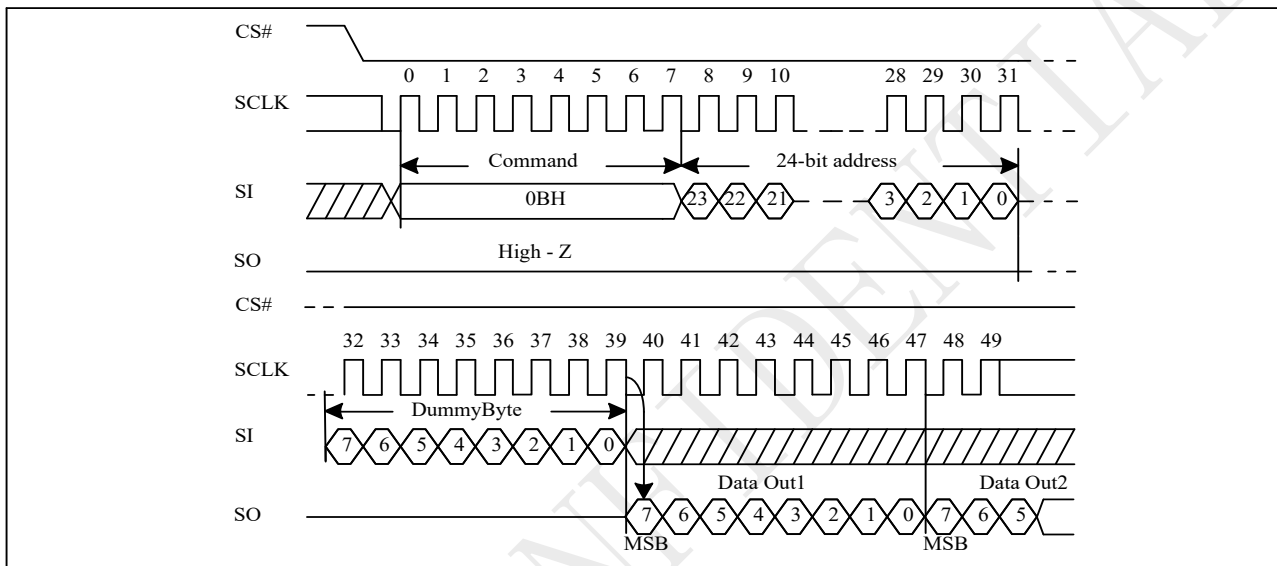 CS#
0 1 2 3 4 5 6 7 8 9 10 28 29 30 31
SCLK
Command 24-bit address
SI
0BH 23 22 21 3 2 1 0
High - Z
SO
CS#
32 33 34 35 36 37 38 39 40 41 42 43 44 45 46 47 48 49
SCLK
DummyByte
SI
7 6 5 4 3 2 1 0
Data Out1 Data Out2
SO
7 6 5 4 3 2 1 0 7 6 5
MSB MSB